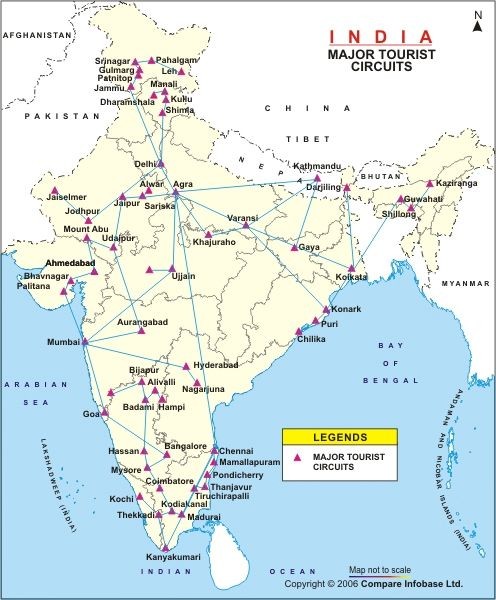 INDIA
MAJOR TOURIST
CIRCUITS
N
AFGHANISTAN
PAKISTAN
CHINA
TIBET
NEPAL
BHUTAN
MYANMAR
Srinagar
Pahalgam
Gulmarg
Leh
Patnitop
Jammu
Manali
Dharamshala
Kullu
Shimla
Delhi
Kathmandu
Darjiling
Kaziranga
Guwahati
Shillong
Jaiselmer
Alwar
Agra
Jaipur
Sariska
Jodhpur
Varansi
Mount Abu
Udaipur
Khajuraho
Gaya
Ahmedabad
Bhavnagar
Palitana
Ujjain
Kolkata
Aurangabad
Konark
Puri
Chilika
Mumbai
Hyderabad
Bijapur
Alivalli
Nagarjuna
Badami
Hampi
Goa
BAY
OF
BENGAL
ARABIAN
SEA
LAKSHADWEEP (INDIA)
ANDAMAN AND NICOBAR ISLANDS (INDIA)
Hassan
Bangalore
Chennai
Mamallapuram
Mysore
Pondicherry
Coimbatore
Thanjavur
Tiruchirapalli
Kochi
Kodiakanal
Thekkadi
Madurai
Kanyakumari
LEGENDS
MAJOR TOURIST
CIRCUITS
INDIAN OCEAN
Map not to scale
Copyright © 2006 Compare Infobase Ltd.